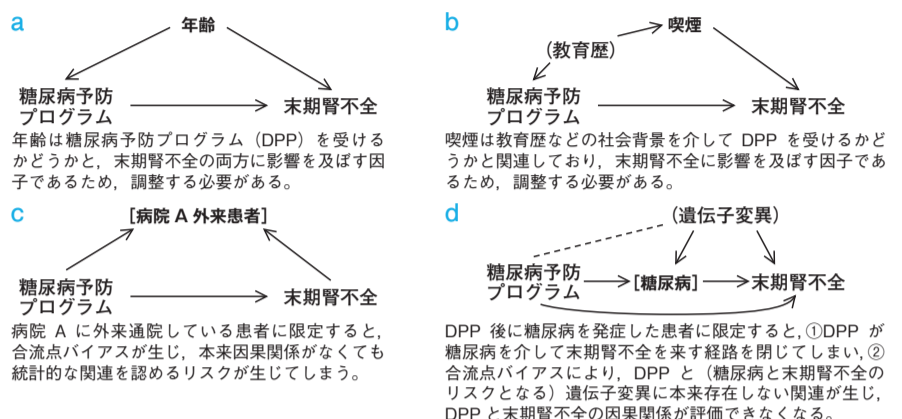 a
年齢
糖尿病予防
プログラム
末期腎不全
年齢は糖尿病予防プログラム（DPP）を受ける
かどうかと，末期腎不全の両方に影響を及ぼす因
子であるため，調整する必要がある。
b
喫煙
（教育歴）
糖尿病予防
プログラム
末期腎不全
喫煙は教育歴などの社会背景を介して DPP を受けるかど
うかと関連しており，末期腎不全に影響を及ぼす因子であ
るため，調整する必要がある。
c
［病院 A 外来患者］
糖尿病予防
プログラム
末期腎不全
病院 A に外来通院している患者に限定すると，
合流点バイアスが生じ，本来因果関係がなくても
統計的な関連を認めるリスクが生じてしまう。
d
（遺伝子変異）
糖尿病予防
プログラム
［糖尿病］
末期腎不全
DPP 後に糖尿病を発症した患者に限定すると，①DPP が
糖尿病を介して末期腎不全を来す経路を閉じてしまい，②
合流点バイアスにより，DPP と（糖尿病と末期腎不全の
リスクとなる）遺伝子変異に本来存在しない関連が生じ，
DPP と末期腎不全の因果関係が評価できなくなる。